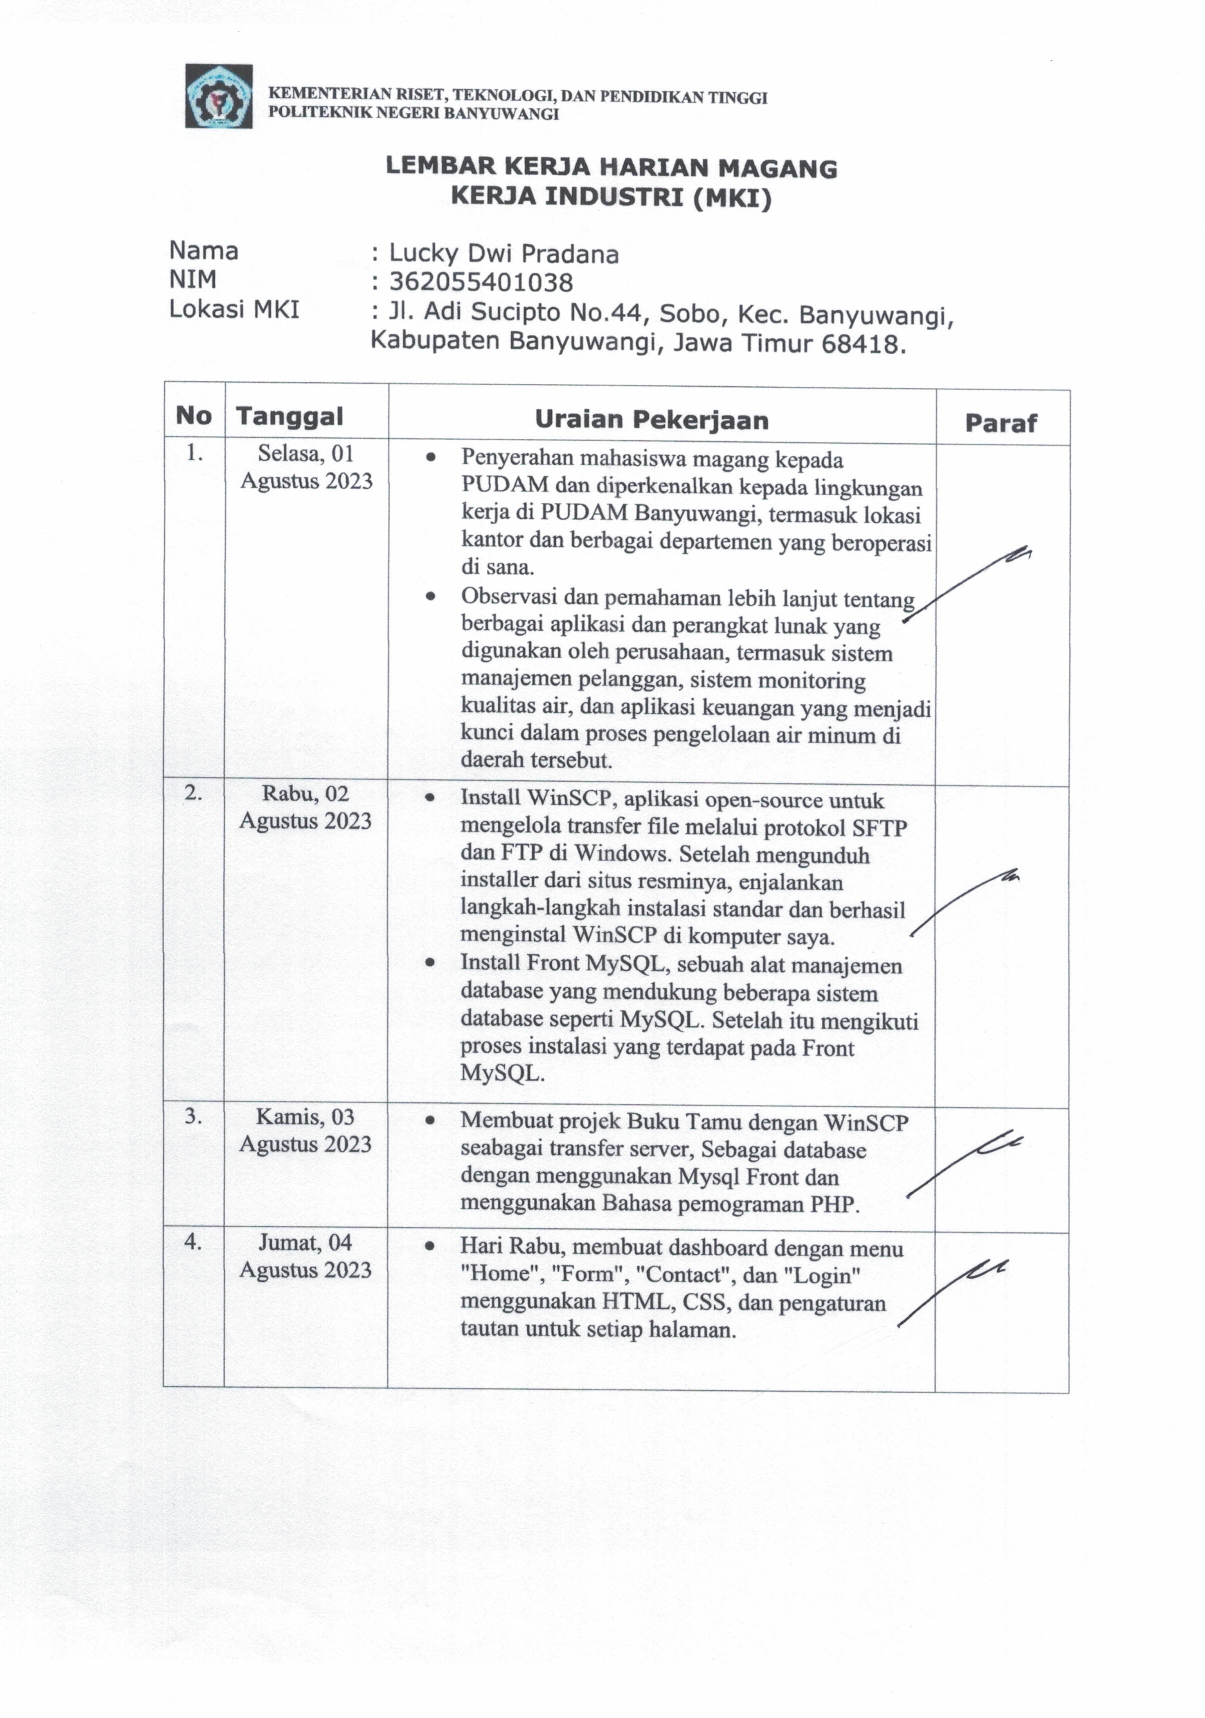 KEMENTERIAN RISET, TEKNOLOGI, DAN PENDIDIKAN TINGGI
POLITEKNIK NEGERI BANYUWANGI
LEMBAR KERJA HARIAN MAGANG
KERJA INDUSTRI (MKI)
Nama : Lucky Dwi Pradana
NIM : 362055401038
Lokasi MKI : Jl. Adi Sucipto No.44, Sobo, Kec. Banyuwangi,
Kabupaten Banyuwangi, Jawa Timur 68418.
No Tanggal Uraian Pekerjaan Paraf
1. Selasa, 01
Agustus 2023
• Penyerahan mahasiswa magang kepada
PUDAM dan diperkenalkan kepada lingkungan
kerja di PUDAM Banyuwangi, termasuk lokasi
kantor dan berbagai departemen yang beroperasi
di sana.
• Observasi dan pemahaman lebih lanjut tentang
berbagai aplikasi dan perangkat lunak yang
digunakan oleh perusahaan, termasuk sistem
manajemen pelanggan, sistem monitoring
kualitas air, dan aplikasi keuangan yang menjadi
kunci dalam proses pengelolaan air minum di
daerah tersebut.
2. Rabu, 02
Agustus 2023
• Install WinSCP, aplikasi open-source untuk
mengelola transfer file melalui protokol SFTP
dan FTP di Windows. Setelah mengunduh
installer dari situs resminya, enjalankan
langkah-langkah instalasi standar dan berhasil
menginstal WinSCP di komputer saya.
• Install Front MySQL, sebuah alat manajemen
database yang mendukung beberapa sistem
database seperti MySQL. Setelah itu mengikuti
proses instalasi yang terdapat pada Front
MySQL.
3. Kamis, 03
Agustus 2023
• Membuat projek Buku Tamu dengan WinSCP
seabagai transfer server, Sebagai database
dengan menggunakan Mysql Front dan
menggunakan Bahasa pemograman PHP.
4. Jumat, 04
Agustus 2023
• Hari Rabu, membuat dashboard dengan menu
"Home", "Form", "Contact", dan "Login"
menggunakan HTML, CSS, dan pengaturan
tautan untuk setiap halaman.